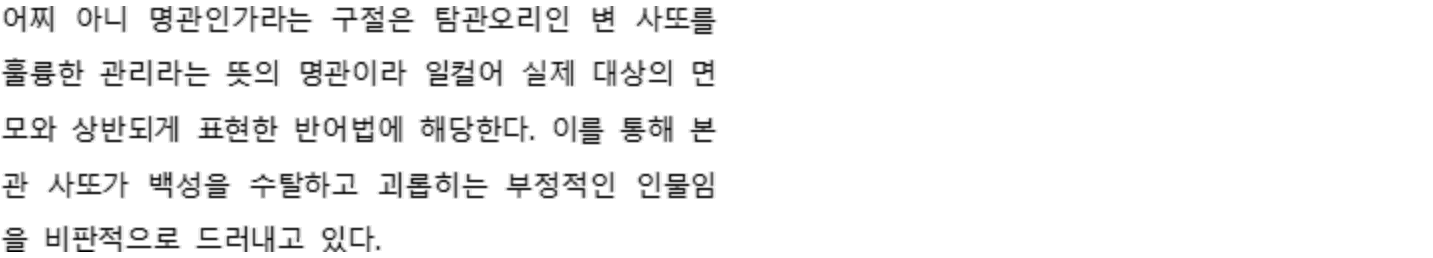 어찌 아니 명관인가라는 구절은 탐관오리인 변 사또를
훌륭한 관리라는 뜻의 명관이라 일컬어 실제 대상의 면
모와 상반되게 표현한 반어법에 해당한다. 이를 통해 본
관 사또가 백성을 수탈하고 괴롭히는 부정적인 인물임
을 비판적으로 드러내고 있다.